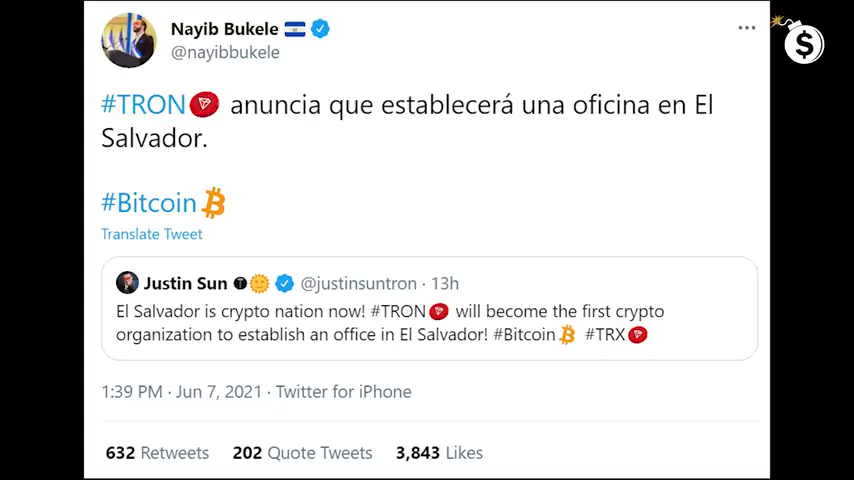 Nayib Bukele
@nayibbukele
$
#TRON anuncia que establecerá una oficina en El
Salvador.
#Bitcoin
Translate Tweet
Justin Sun @justinsuntron · 13h
El Salvador is crypto nation now! #TRON will become the first crypto
organization to establish an office in El Salvador! #Bitcoin #TRX
1:39 PM · Jun 7, 2021 · Twitter for iPhone
632 Retweets 202 Quote Tweets 3,843 Likes